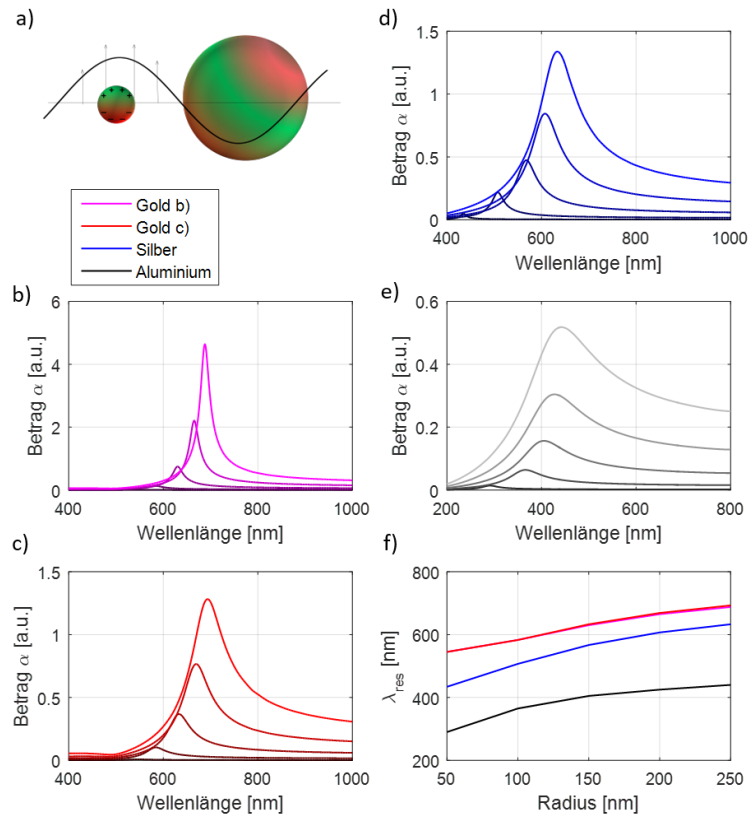 a)
+ + + +
+ +
− −
− − −
Gold b)
Gold c)
Silber
Aluminium
b)
Betrag α [a.u.]
6
4
2
0
400 600 800 1000
Wellenlänge [nm]
c)
Betrag α [a.u.]
1.5
1
0.5
0
400 600 800 1000
Wellenlänge [nm]
d)
Betrag α [a.u.]
1.5
1
0.5
0
400 600 800 1000
Wellenlänge [nm]
e)
Betrag α [a.u.]
0.6
0.4
0.2
0
200 400 600 800
Wellenlänge [nm]
f)
λres [nm]
800
600
400
200
50 100 150 200 250
Radius [nm]